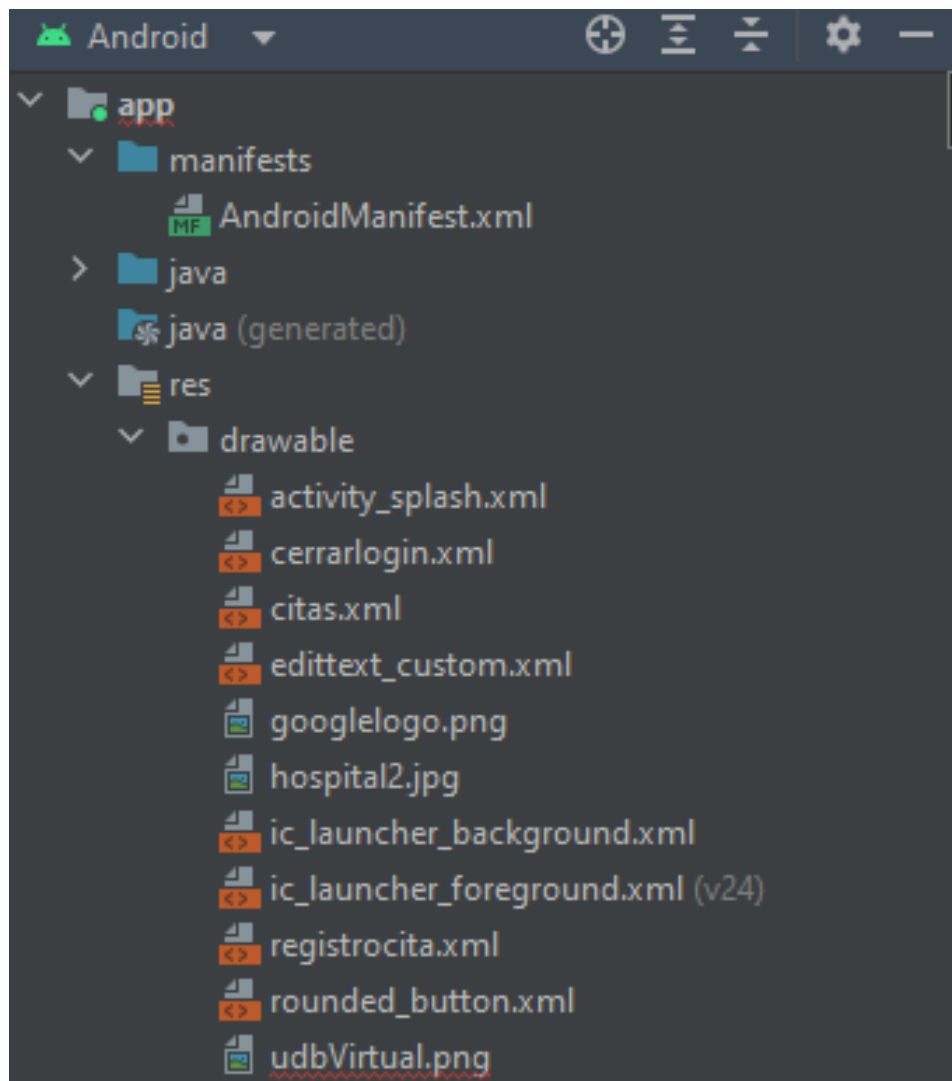 Android
app
manifests
MF AndroidManifest.xml
java
java (generated)
res
drawable
activity_splash.xml
cerrarlogin.xml
citas.xml
edittext_custom.xml
googlelogo.png
hospital2.jpg
ic_launcher_background.xml
ic_launcher_foreground.xml (v24)
registrocita.xml
rounded_button.xml
udbVirtual.png